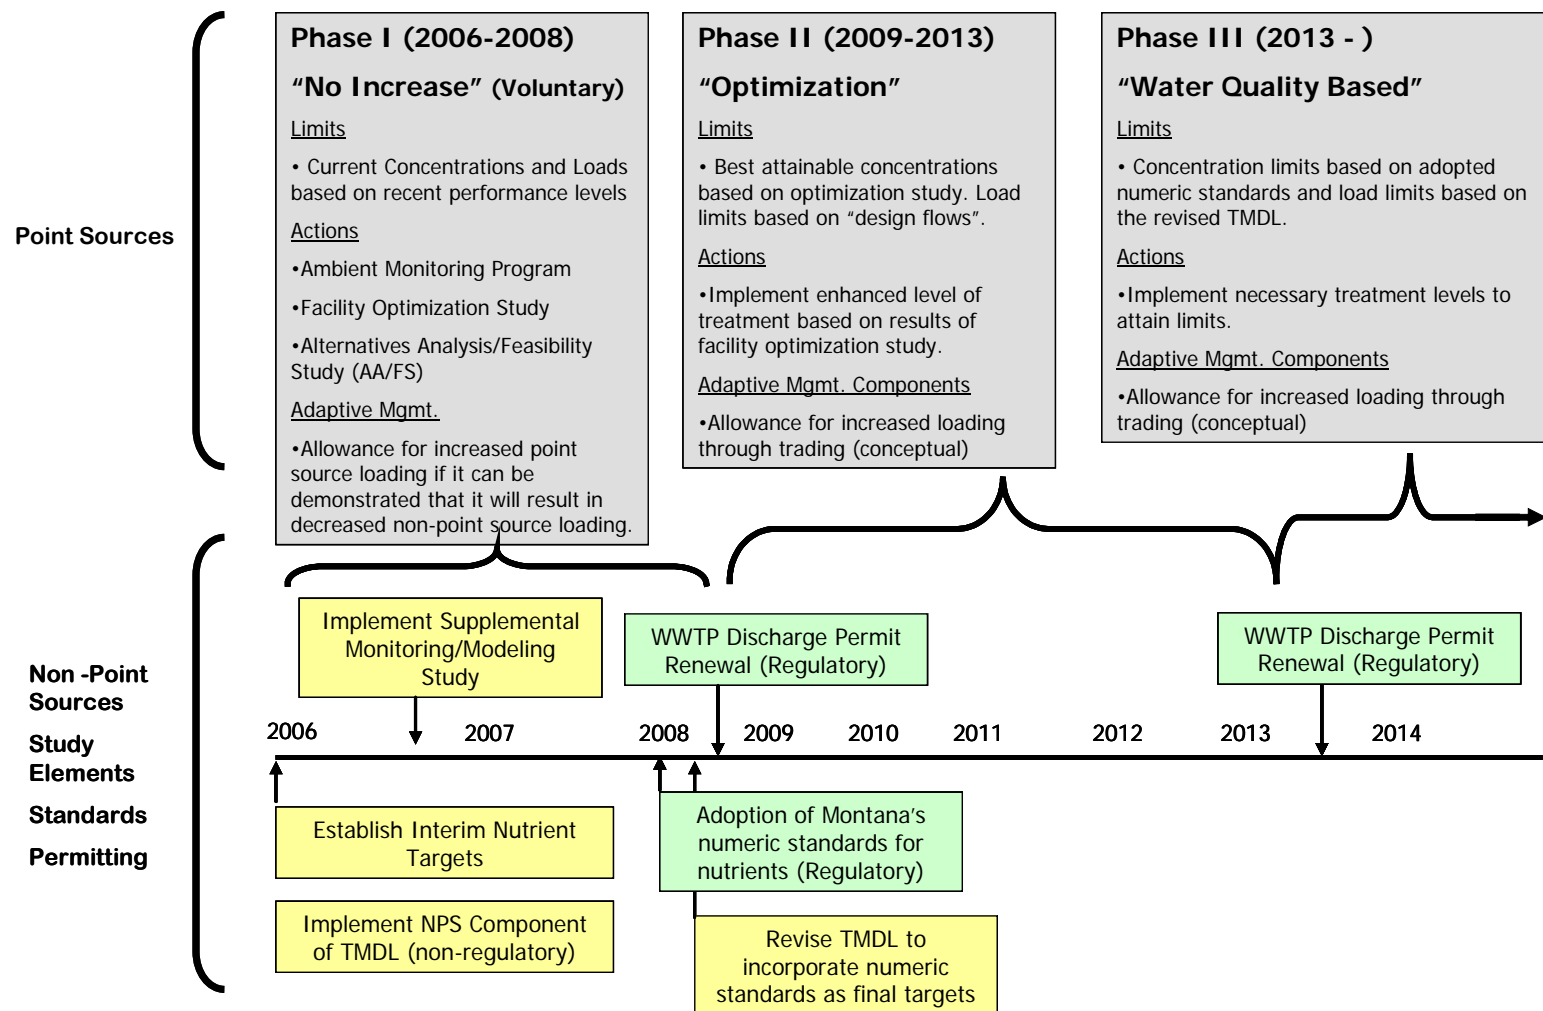 Point Sources
Phase I (2006-2008)
“No Increase” (Voluntary)
Limits
• Current Concentrations and Loads
based on recent performance levels
Actions
•Ambient Monitoring Program
•Facility Optimization Study
•Alternatives Analysis/Feasibility
Study (AA/FS)
Adaptive Mgmt.
•Allowance for increased point
source loading if it can be
demonstrated that it will result in
decreased non-point source loading.
Phase II (2009-2013)
“Optimization”
Limits
• Best attainable concentrations
based on optimization study. Load
limits based on “design flows”.
Actions
•Implement enhanced level of
treatment based on results of
facility optimization study.
Adaptive Mgmt. Components
•Allowance for increased loading
through trading (conceptual)
Phase III (2013 - )
“Water Quality Based”
Limits
• Concentration limits based on adopted
numeric standards and load limits based on
the revised TMDL.
Actions
•Implement necessary treatment levels to
attain limits.
Adaptive Mgmt. Components
•Allowance for increased loading through
trading (conceptual)
Non -Point
Sources
Study
Elements
Standards
Permitting
Implement Supplemental
Monitoring/Modeling
Study
WWTP Discharge Permit
Renewal (Regulatory)
WWTP Discharge Permit
Renewal (Regulatory)
2006 2007 2008 2009 2010 2011 2012 2013 2014
Establish Interim Nutrient
Targets
Implement NPS Component
of TMDL (non-regulatory)
Adoption of Montana’s
numeric standards for
nutrients (Regulatory)
Revise TMDL to
incorporate numeric
standards as final targets